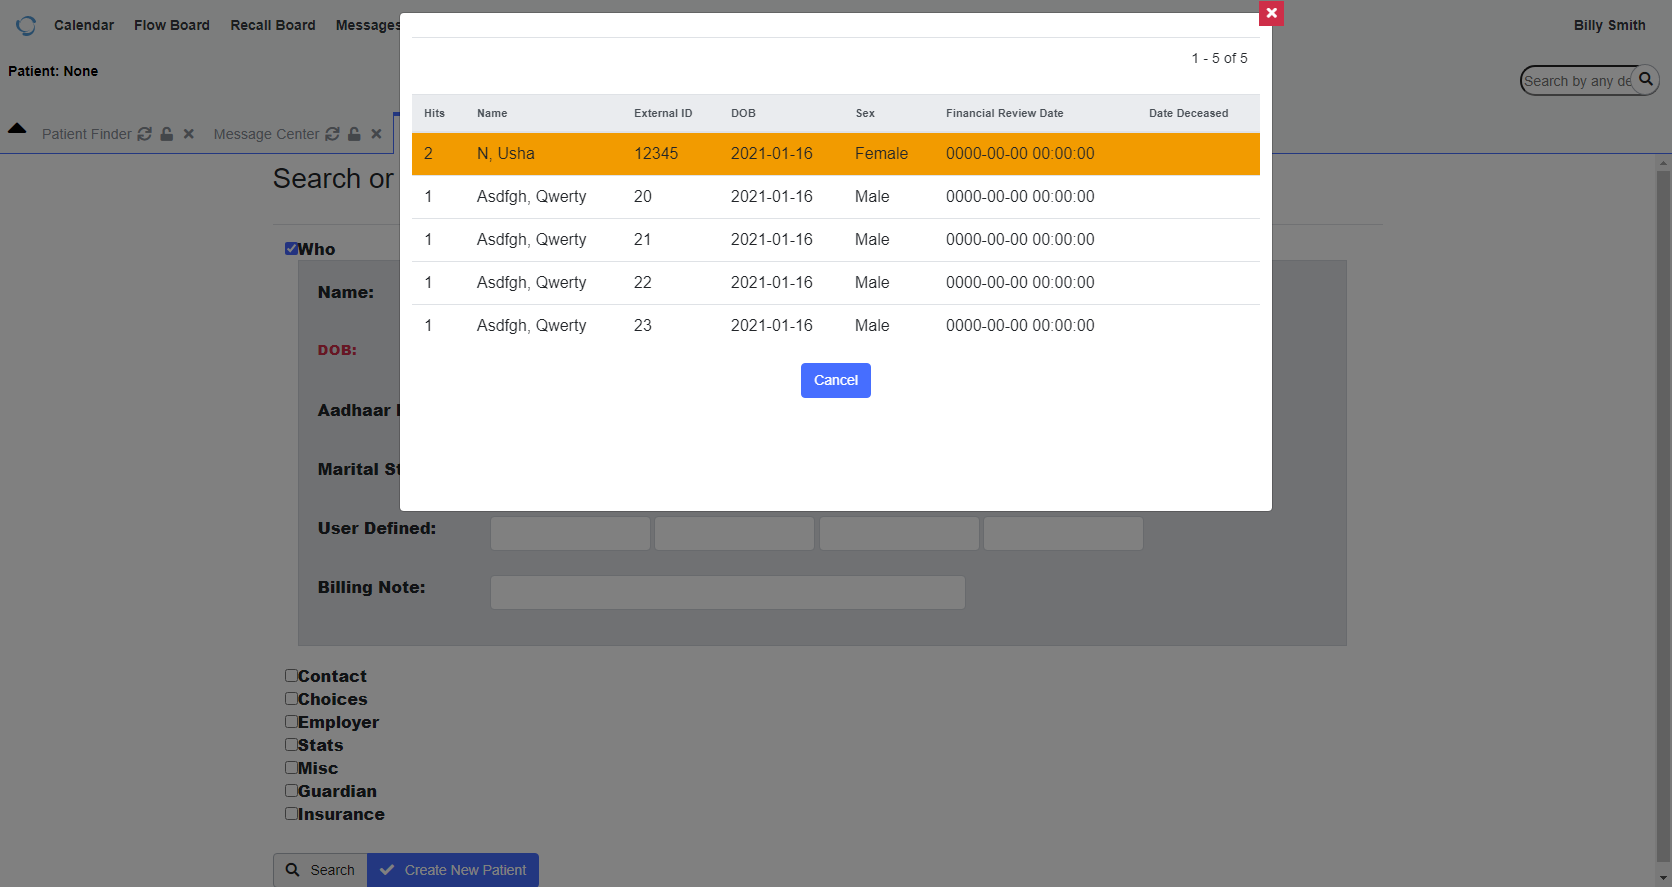 Calendar Flow Board Recall Board Messages Billy Smith
Patient: None
Search by any de
Patient Finder Message Center
Search or
Who
Name:
DOB:
Aadhaar
Marital St
User Defined:
Billing Note:
Contact
Choices
Employer
Stats
Misc
Guardian
Insurance
Search Create New Patient
1 - 5 of 5
Hits Name External ID DOB Sex Financial Review Date Date Deceased
2 N, Usha 12345 2021-01-16 Female 0000-00-00 00:00:00
1 Asdfgh, Qwerty 20 2021-01-16 Male 0000-00-00 00:00:00
1 Asdfgh, Qwerty 21 2021-01-16 Male 0000-00-00 00:00:00
1 Asdfgh, Qwerty 22 2021-01-16 Male 0000-00-00 00:00:00
1 Asdfgh, Qwerty 23 2021-01-16 Male 0000-00-00 00:00:00
Cancel